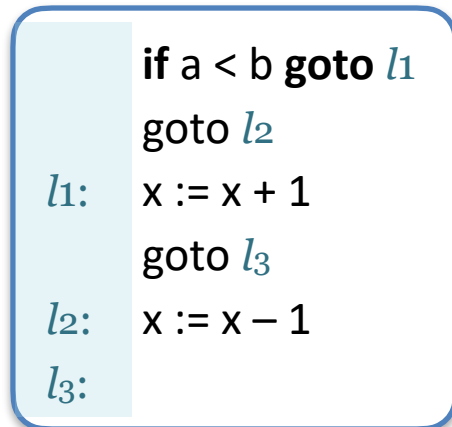 if a < b goto l1
goto l2
l1: x := x + 1
goto l3
l2: x := x – 1
l3: